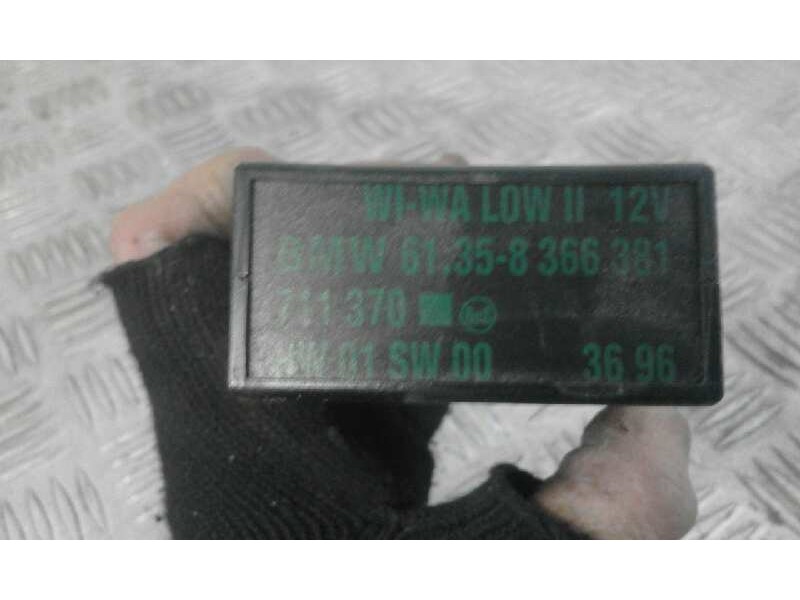 WI-WA LOW II 12V
BMW 61.35-8 366 381
711 370
HW 01 SW 00 36 96